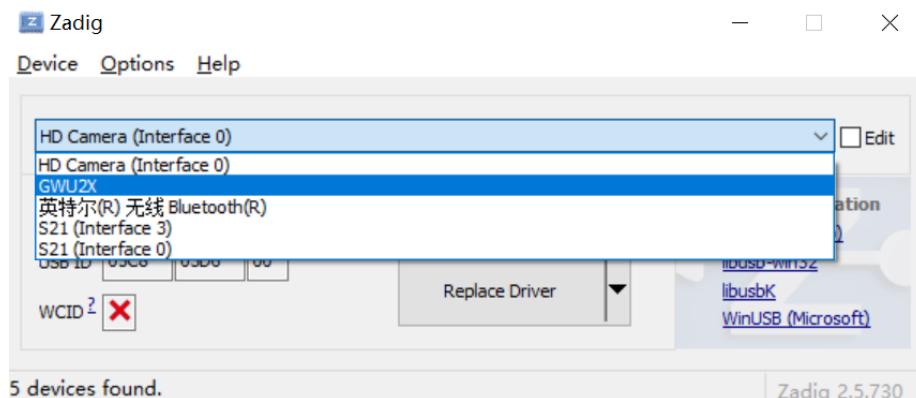 Zadig
Device Options Help
HD Camera (Interface 0)
Edit
HD Camera (Interface 0)
GWU2X
英特尔(R) 无线 Bluetooth(R)
S21 (Interface 3)
S21 (Interface 0)
USB ID
WCID ?
Replace Driver
libusb-win32
libusbK
WinUSB (Microsoft)
5 devices found.
Zadig 2.5.730